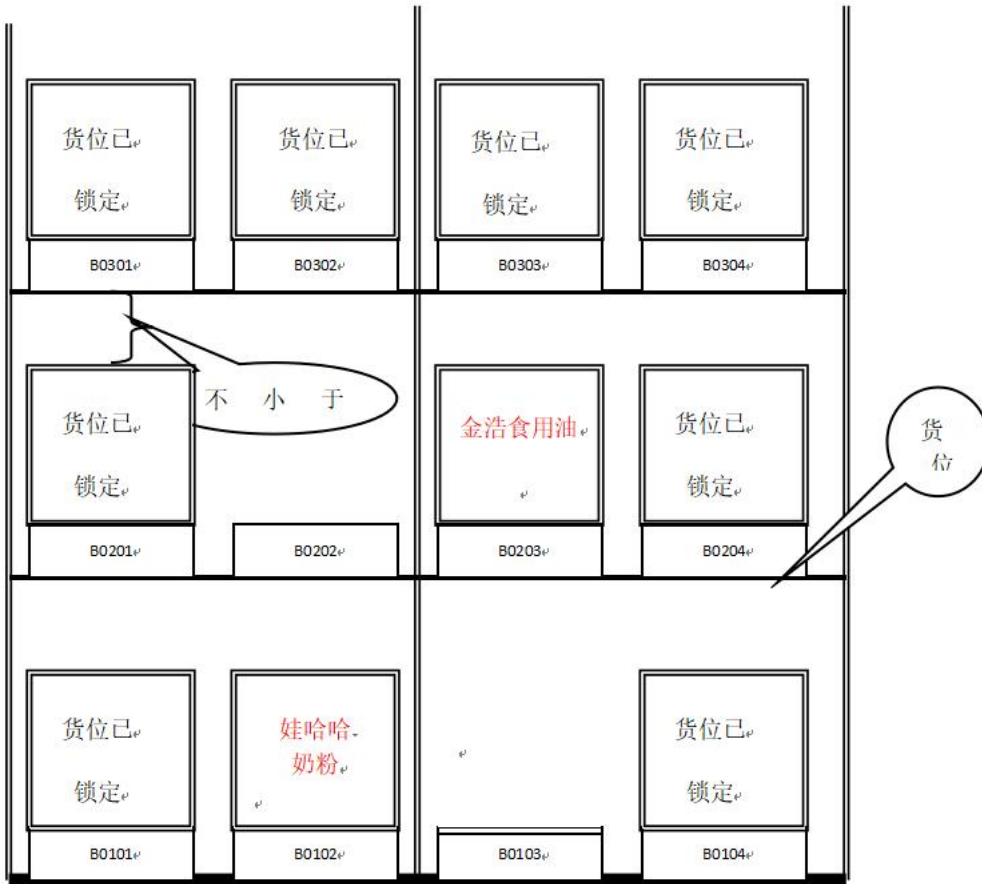 货位已
锁定
货位已
锁定
货位已
锁定
货位已
锁定
B0301
B0302
B0303
B0304
不 小 于
货位已
锁定
金浩食用油
货位已
锁定
货
位
B0201
B0202
B0203
B0204
货位已
锁定
娃哈哈
奶粉
货位已
锁定
B0101
B0102
B0103
B0104